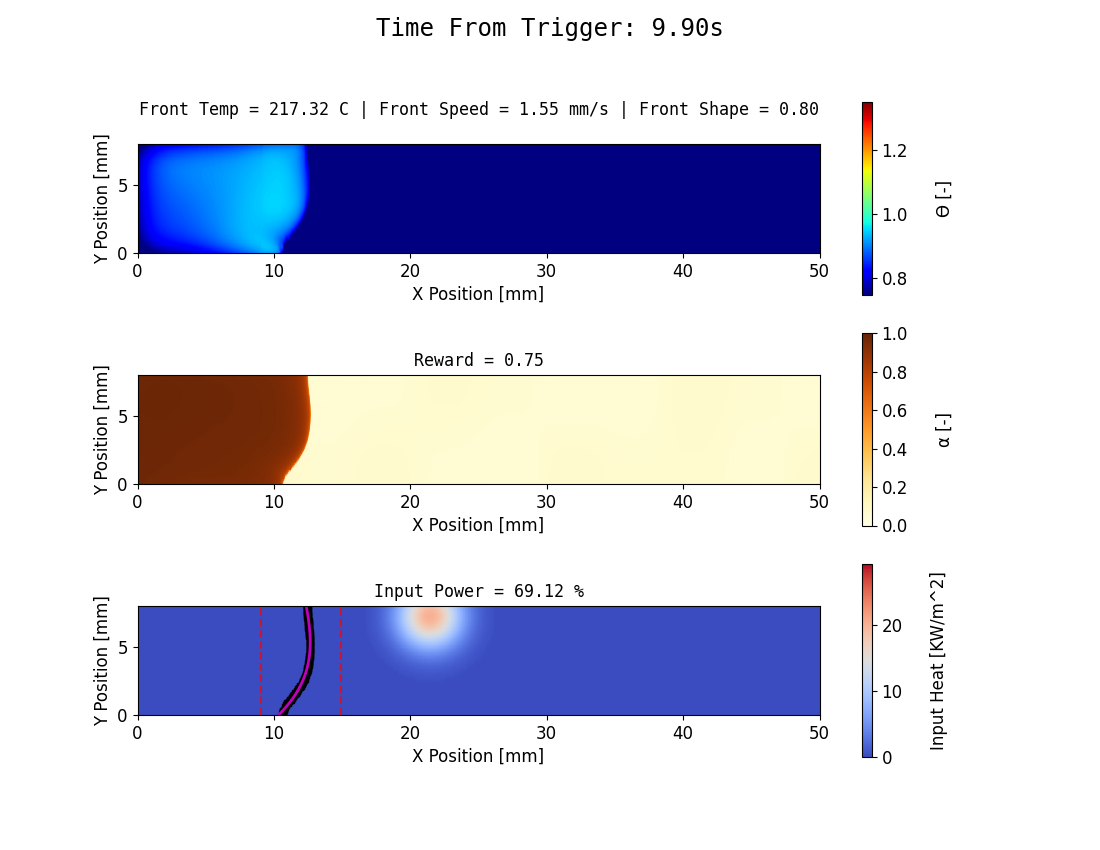 Time From Trigger: 9.90s
Front Temp = 217.32 C | Front Speed = 1.55 mm/s | Front Shape = 0.80
Y Position [mm]
5
0
0 10 20 30 40 50
X Position [mm]
1.2
1.0
0.8
Θ [-]
Reward = 0.75
Y Position [mm]
5
0
0 10 20 30 40 50
X Position [mm]
1.0
0.8
0.6
0.4
0.2
0.0
α [-]
Input Power = 69.12 %
Y Position [mm]
5
0
0 10 20 30 40 50
X Position [mm]
20
10
0
Input Heat [KW/m^2]